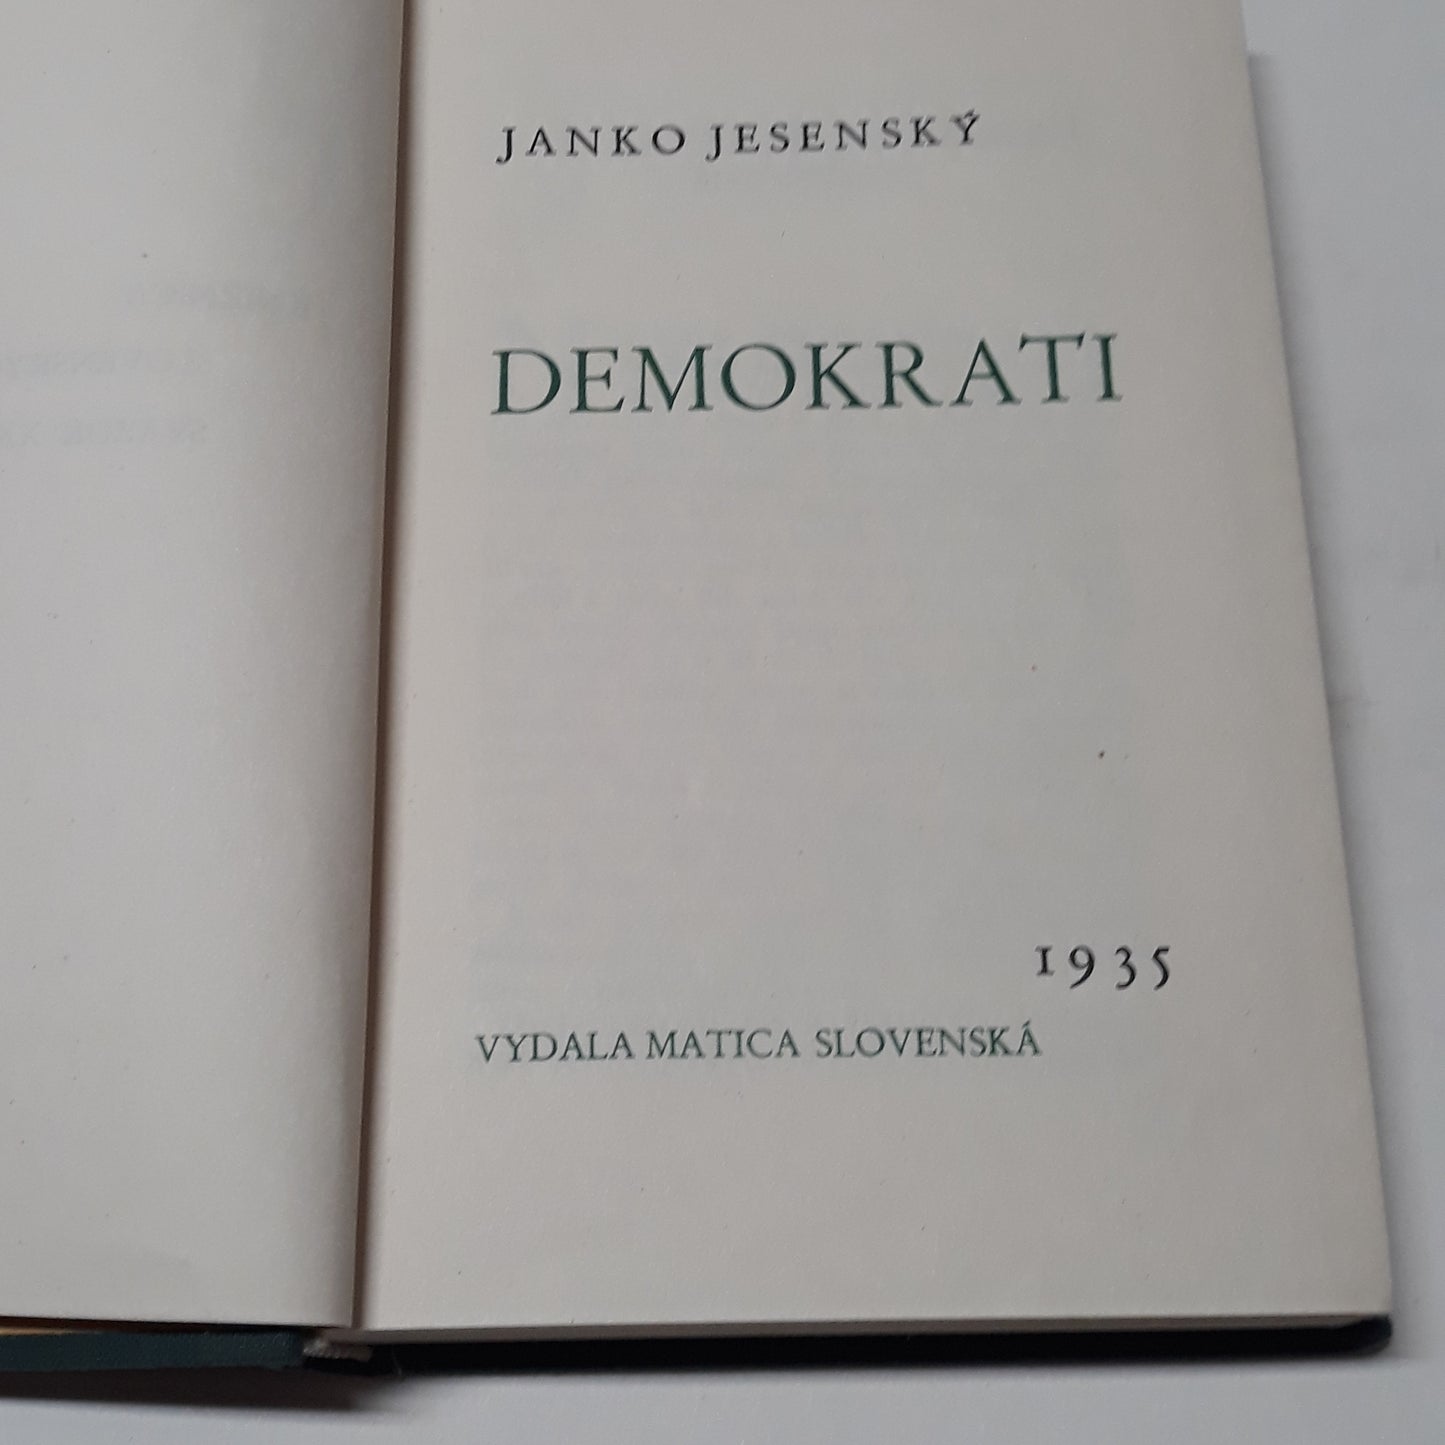 JANKO JESENSKÝ
DEMOKRATI
1935
VYDALA MATICA SLOVENSKÁ